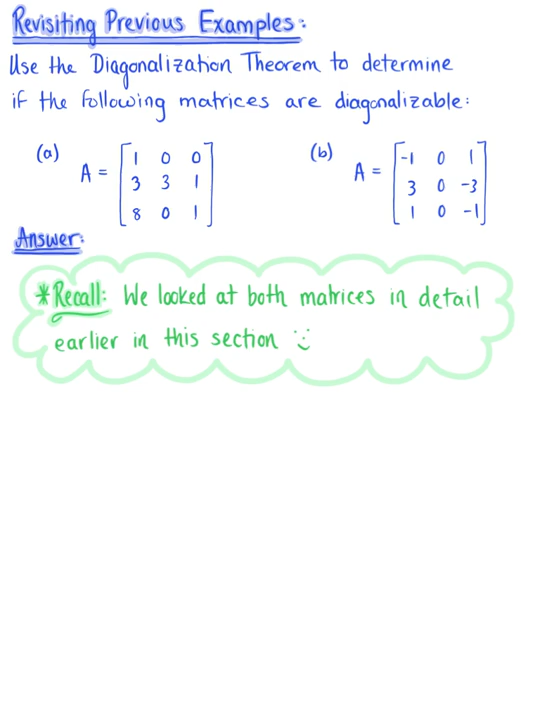 Revisiting Previous Examples:
Use the Diagonalization Theorem to determine
if the following matrices are diagonalizable:
(a) A = [1 0 0
3 3 1
8 0 1]
(b) A = [-1 0 1
3 0 -3
1 0 -1]
Answer:
*Recall: We looked at both matrices in detail
earlier in this section :)